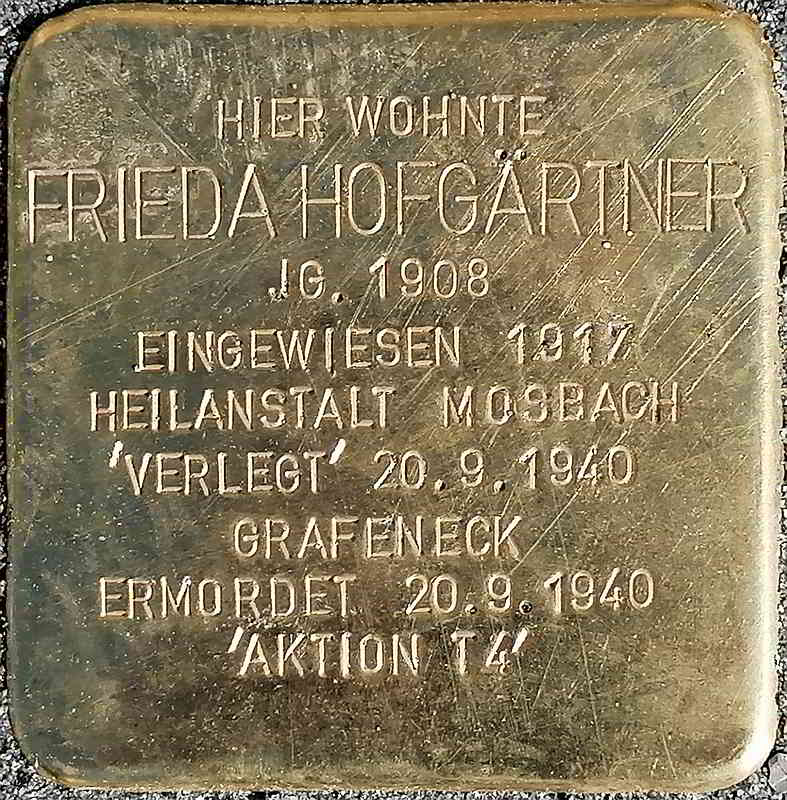 HIER WOHNTE
FRIEDA HOFGÄRTNER
JG. 1908
EINGEWIESEN 1917
HEILANSTALT MOSBACH
'VERLEGT' 20.9.1940
GRAFENECK
ERMORDET 20.9.1940
'AKTION T4'